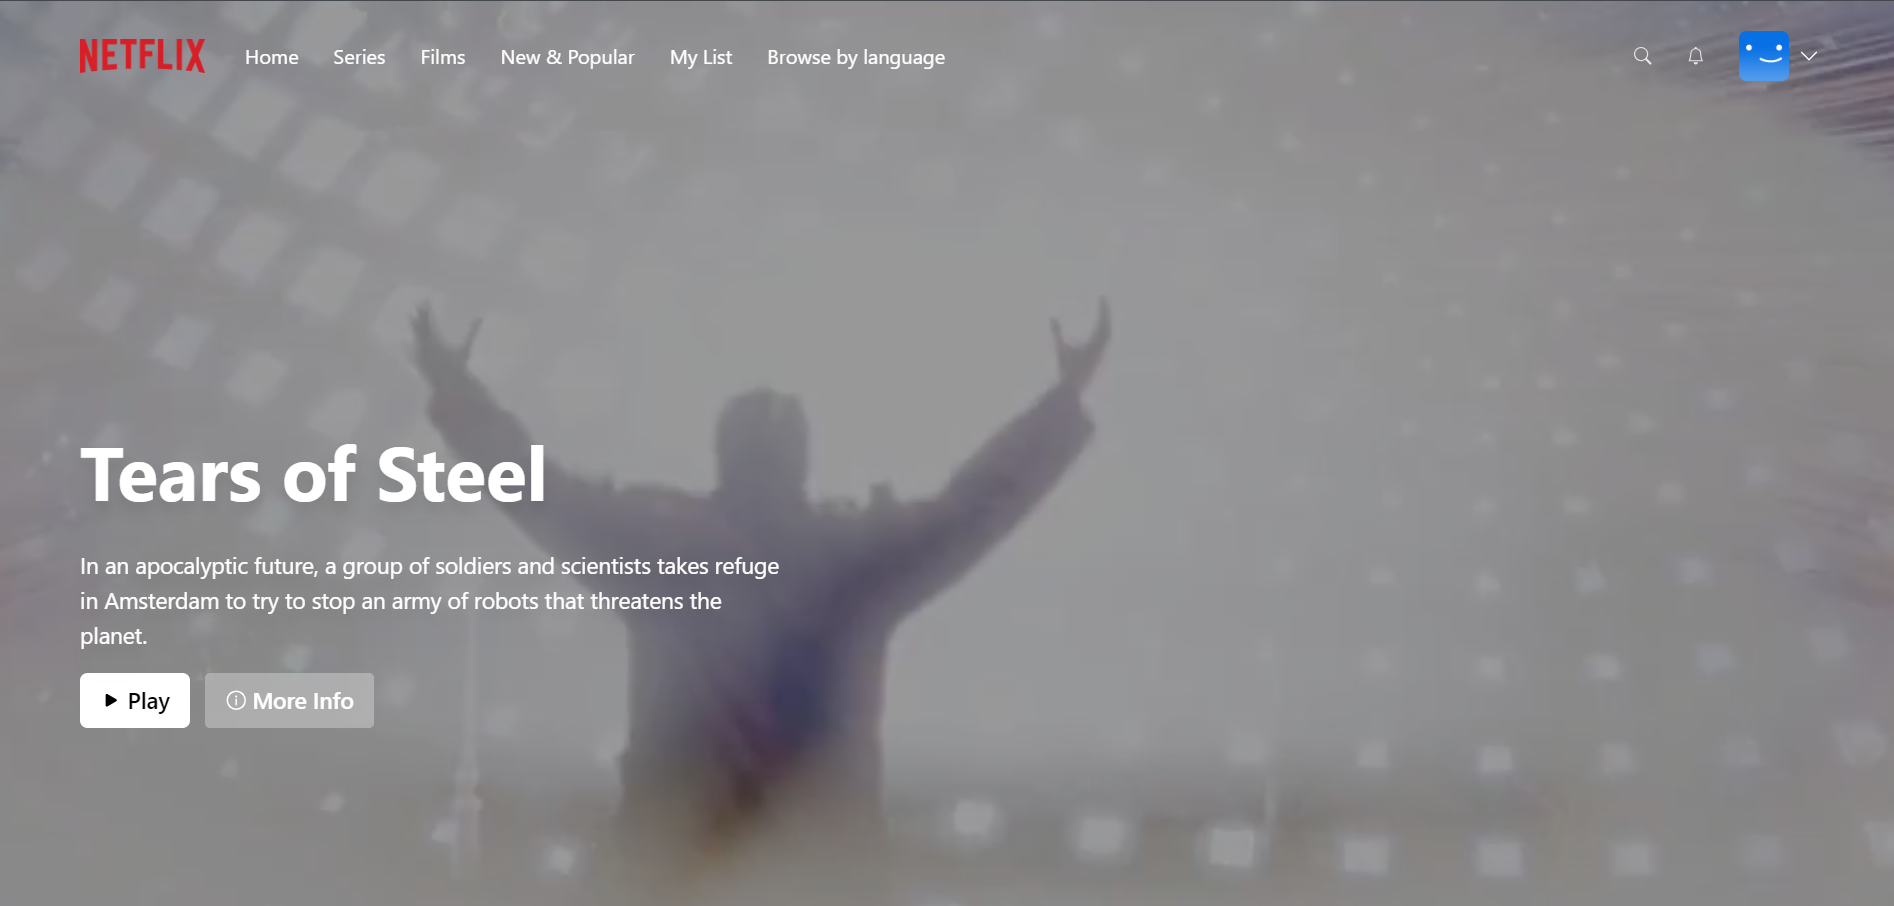 NETFLIX Home Series Films New & Popular My List Browse by language
Tears of Steel
In an apocalyptic future, a group of soldiers and scientists takes refuge
in Amsterdam to try to stop an army of robots that threatens the
planet.
Play More Info